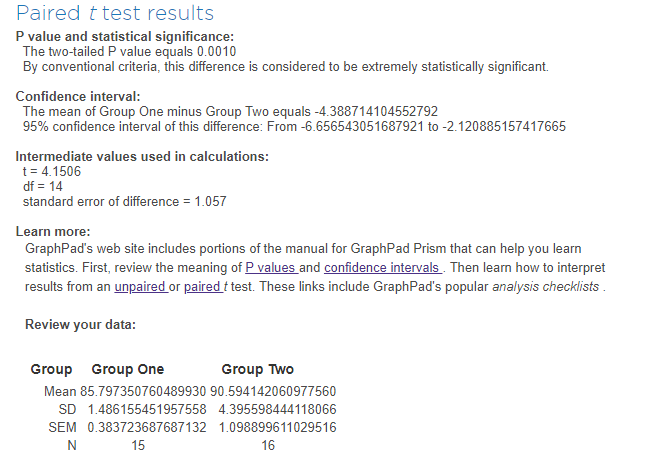 Paired t test results
P value and statistical significance:
The two-tailed P value equals 0.0010
By conventional criteria, this difference is considered to be extremely statistically significant.
Confidence interval:
The mean of Group One minus Group Two equals -4.388714104552792
95% confidence interval of this difference: From -6.656543051687921 to -2.120885157417665
Intermediate values used in calculations:
t = 4.1506
df = 14
standard error of difference = 1.057
Learn more:
GraphPad's web site includes portions of the manual for GraphPad Prism that can help you learn
statistics. First, review the meaning of P values and confidence intervals . Then learn how to interpret
results from an unpaired or paired t test. These links include GraphPad's popular analysis checklists .
Review your data:
Group Group One Group Two
Mean 85.797350760489930 90.594142060977560
SD 1.486155451957558 4.395598444118066
SEM 0.383723687687132 1.098899611029516
N 15 16